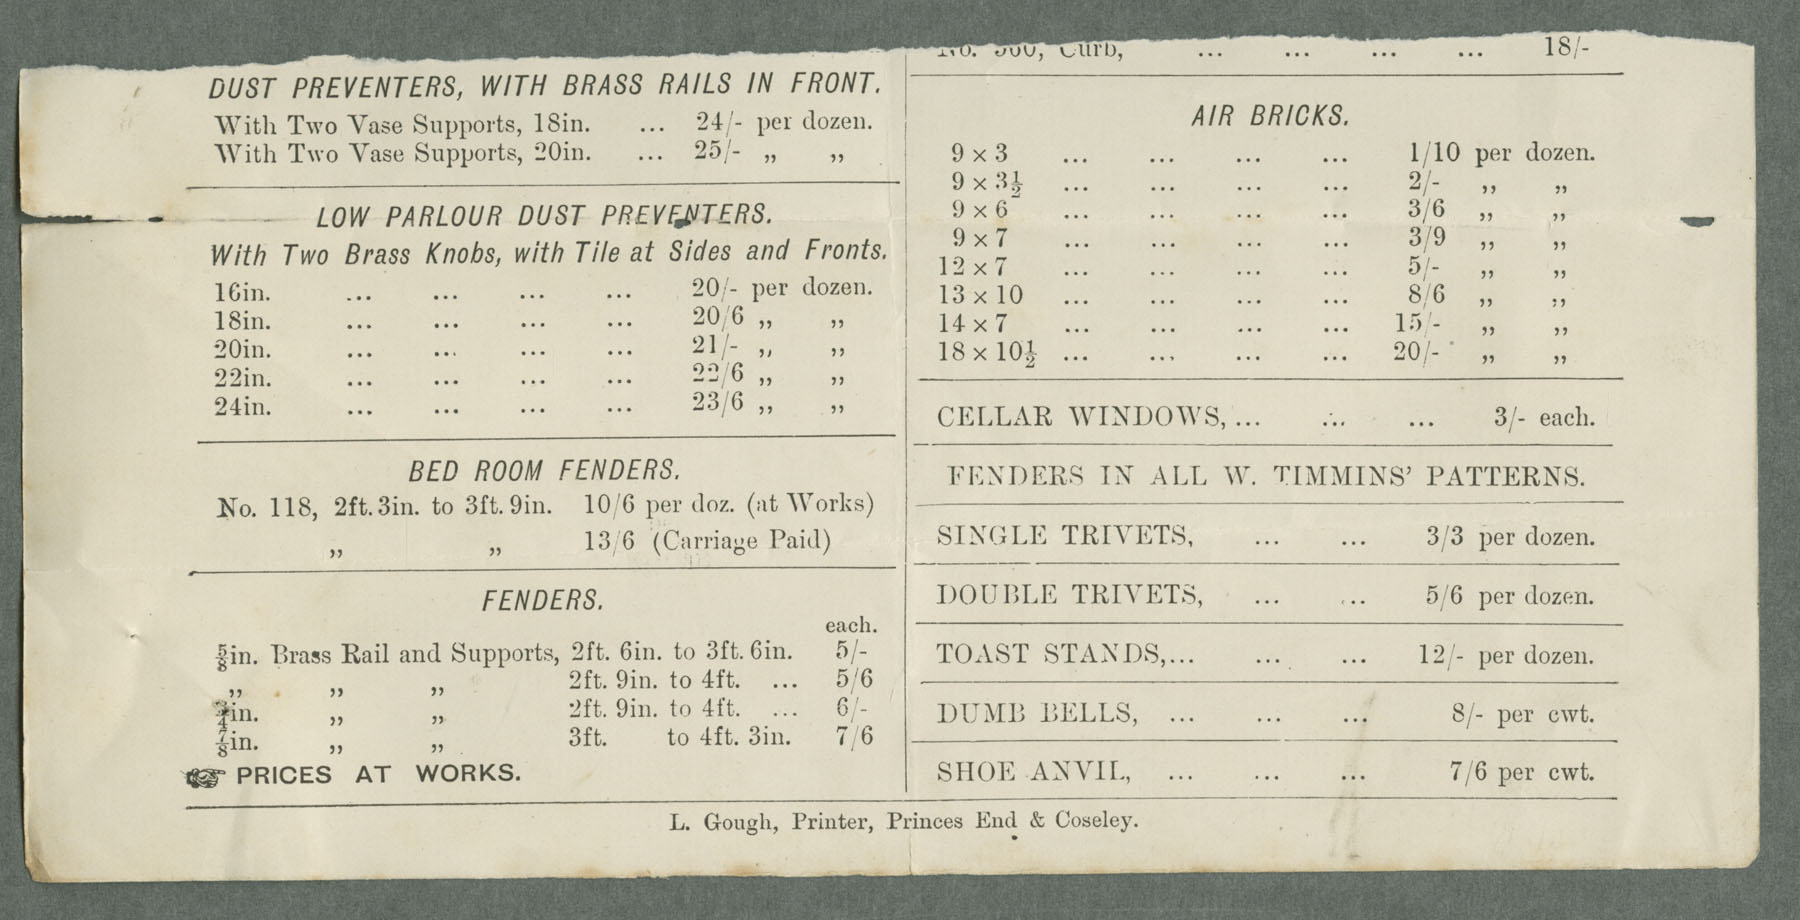 DUST PREVENTERS, WITH BRASS RAILS IN FRONT.
With Two Vase Supports, 18in. ... 24/- per dozen.
With Two Vase Supports, 20in. ... 25/- „ „
LOW PARLOUR DUST PREVENTERS.
With Two Brass Knobs, with Tile at Sides and Fronts.
16in. ... ... ... ... 20/- per dozen.
18in. ... ... ... ... 20/6 „ „
20in. ... ... ... ... 21/- „ „
22in. ... ... ... ... 22/6 „ „
24in. ... ... ... ... 23/6 „ „
BED ROOM FENDERS.
No. 118, 2ft. 3in. to 3ft. 9in. 10/6 per doz. (at Works)
„ „ 13/6 (Carriage Paid)
FENDERS.
each.
⅝in. Brass Rail and Supports, 2ft. 6in. to 3ft. 6in. 5/-
„ „ „ 2ft. 9in. to 4ft. ... 5/6
¾in. „ „ 2ft. 9in. to 4ft. ... 6/-
⅞in. „ „ 3ft. to 4ft. 3in. 7/6
☞ PRICES AT WORKS.
No. 500, Curb, ... ... ... ... 18/-
AIR BRICKS.
9 × 3 ... ... ... ... 1/10 per dozen.
9 × 3½ ... ... ... ... 2/- „ „
9 × 6 ... ... ... ... 3/6 „ „
9 × 7 ... ... ... ... 3/9 „ „
12 × 7 ... ... ... ... 5/- „ „
13 × 10 ... ... ... ... 8/6 „ „
14 × 7 ... ... ... ... 15/- „ „
18 × 10½ ... ... ... ... 20/- „ „
CELLAR WINDOWS, ... ... ... 3/- each.
FENDERS IN ALL W. TIMMINS' PATTERNS.
SINGLE TRIVETS, ... ... 3/3 per dozen.
DOUBLE TRIVETS, ... ... 5/6 per dozen.
TOAST STANDS, ... ... ... 12/- per dozen.
DUMB BELLS, ... ... ... 8/- per cwt.
SHOE ANVIL, ... ... ... 7/6 per cwt.
L. Gough, Printer, Princes End & Coseley.